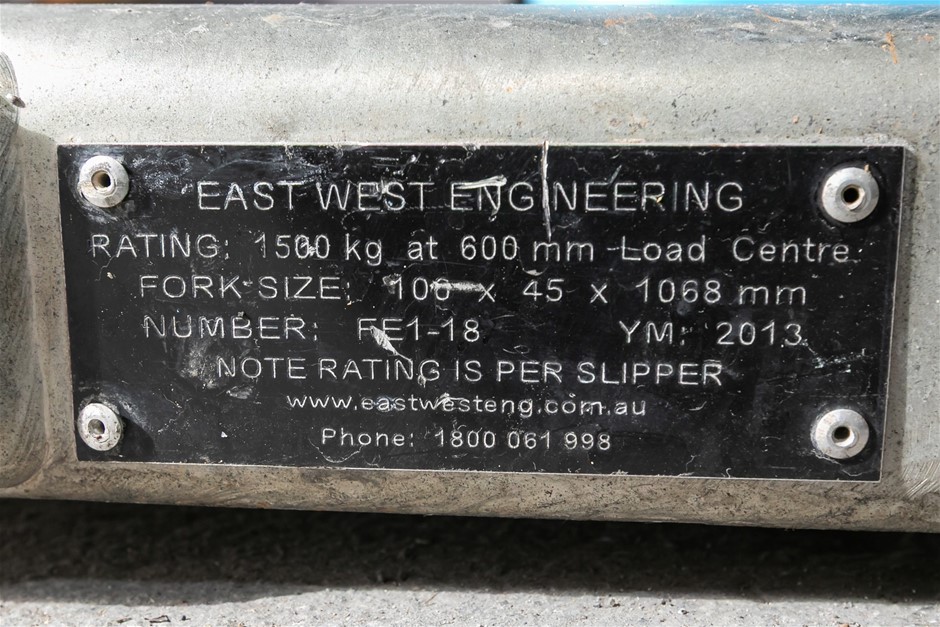 EAST WEST ENGINEERING
RATING: 1500 kg at 600 mm Load Centre
FORK SIZE: 100 x 45 x 1068 mm
NUMBER: FE1-18 YM: 2013
NOTE RATING IS PER SLIPPER
www.eastwesteng.com.au
Phone: 1800 061 998